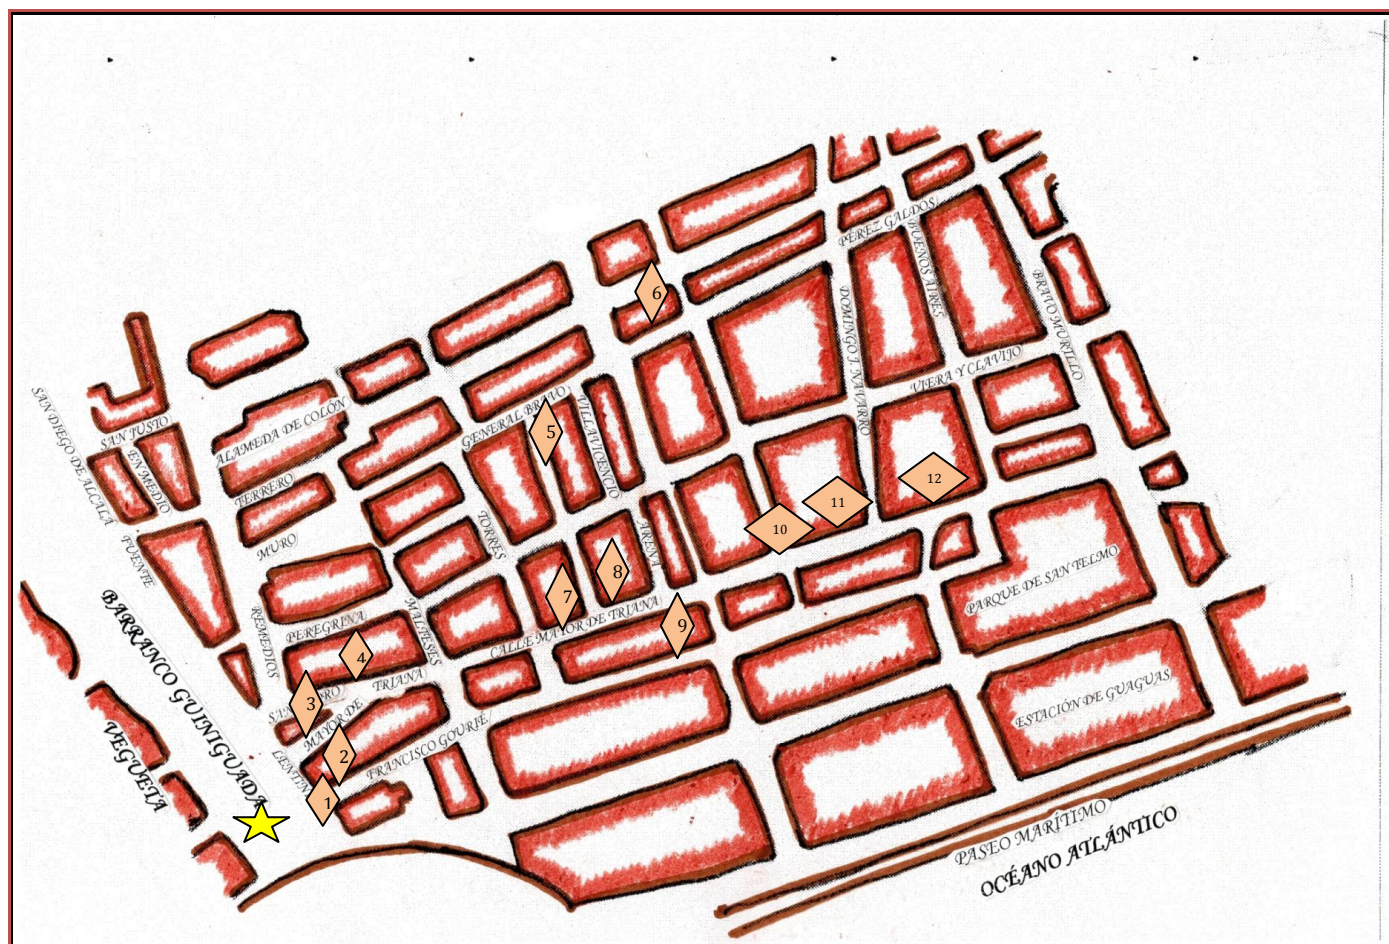 PÉREZ GALDÓS
BUENOS AIRES
BRAVO MURILLO
6
DOMINGO J. NAVARRO
VIERA Y CLAVIJO
SAN DIEGO DE ALCALÁ
SAN JUSTO
EN MEDIO
ALAMEDA DE COLÓN
GENERAL BRAVO
5
VILLAVICENCIO
TERRERO
12
11
10
FUENTE
MURO
TORRES
ARENA
8
7
PARQUE DE SAN TELMO
BARRANCO GUINIGUADA
REMEDIOS
PEREGRINA
MALTESES
CALLE MAYOR DE TRIANA
9
4
TRIANA
3
MAYOR DE
ESTACIÓN DE GUAGUAS
VEGUETA
2
FRANCISCO GOURIÉ
1
PASEO MARÍTIMO
OCÉANO ATLÁNTICO